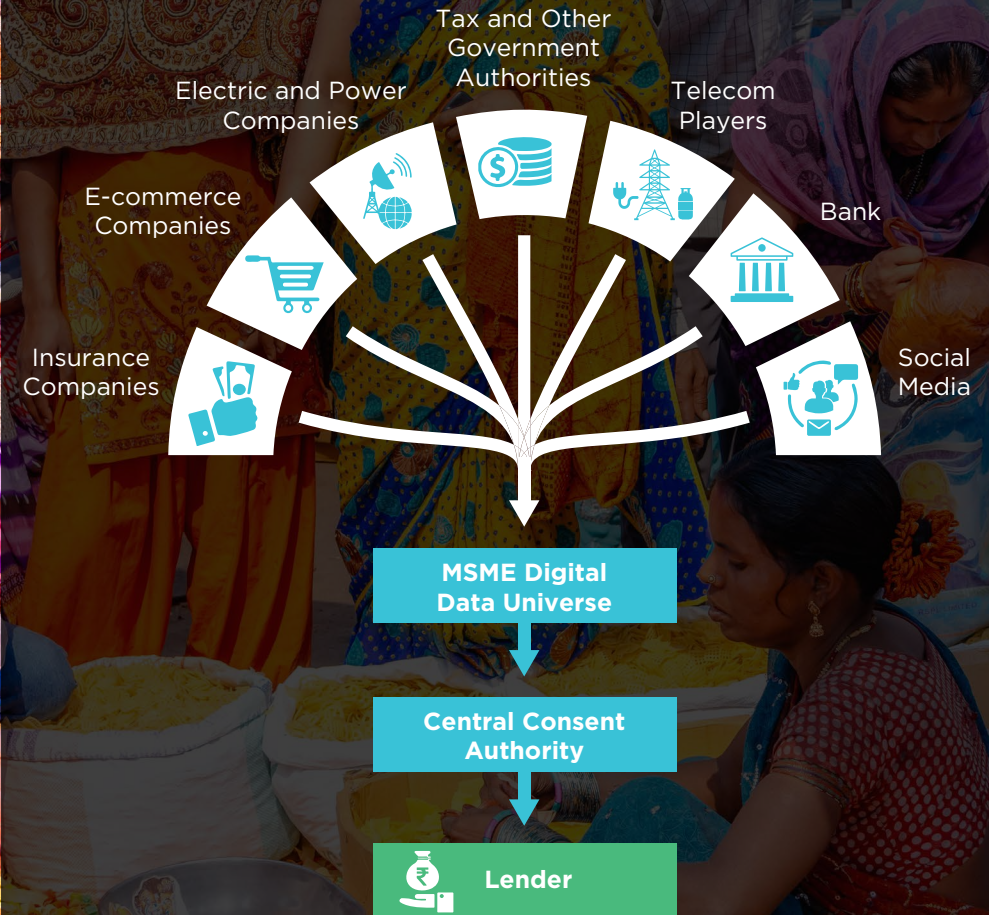 Tax and Other
Government
Authorities
Electric and Power
Companies
Telecom
Players
E-commerce
Companies
Bank
Insurance
Companies
Social
Media
$
MSME Digital
Data Universe
Central Consent
Authority
₹
Lender